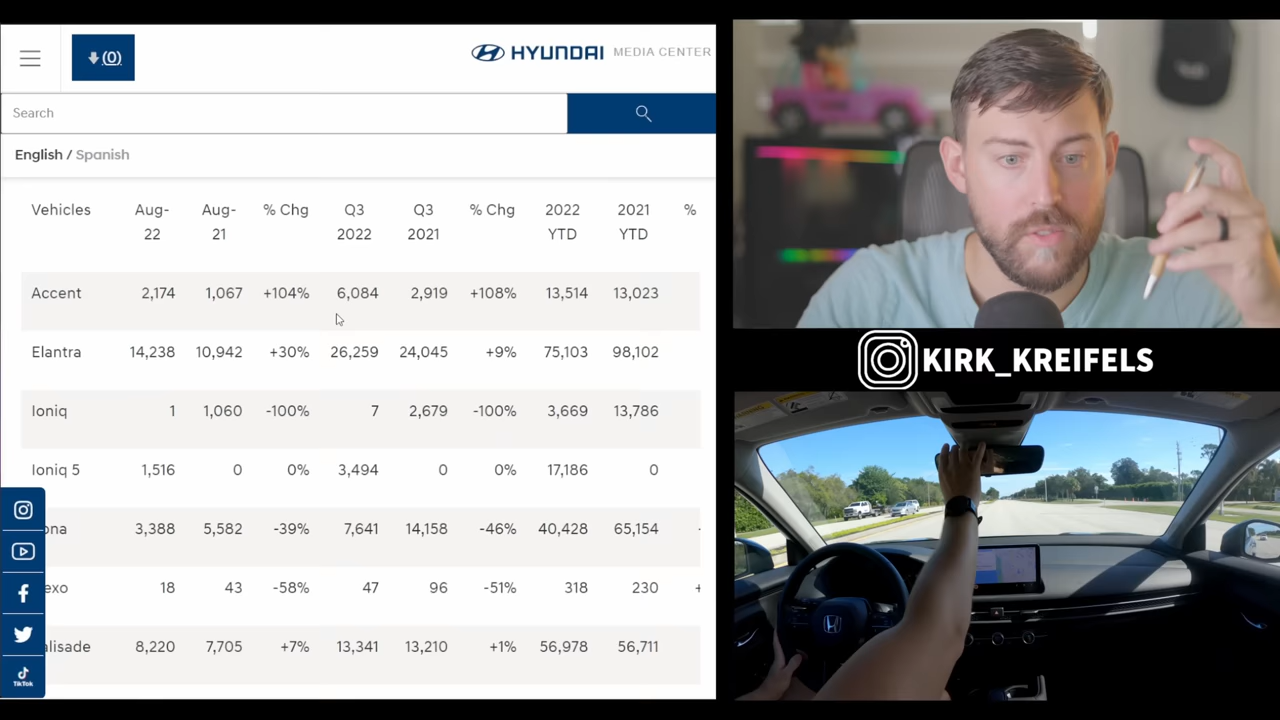 (0)
HYUNDAI MEDIA CENTER
Search
English / Spanish
Vehicles Aug-22 Aug-21 % Chg Q3 2022 Q3 2021 % Chg 2022 YTD 2021 YTD %
Accent 2,174 1,067 +104% 6,084 2,919 +108% 13,514 13,023
Elantra 14,238 10,942 +30% 26,259 24,045 +9% 75,103 98,102
Ioniq 1 1,060 -100% 7 2,679 -100% 3,669 13,786
Ioniq 5 1,516 0 0% 3,494 0 0% 17,186 0
ona 3,388 5,582 -39% 7,641 14,158 -46% 40,428 65,154 -
exo 18 43 -58% 47 96 -51% 318 230 +
alisade 8,220 7,705 +7% 13,341 13,210 +1% 56,978 56,711
TikTok
KIRK_KREIFELS